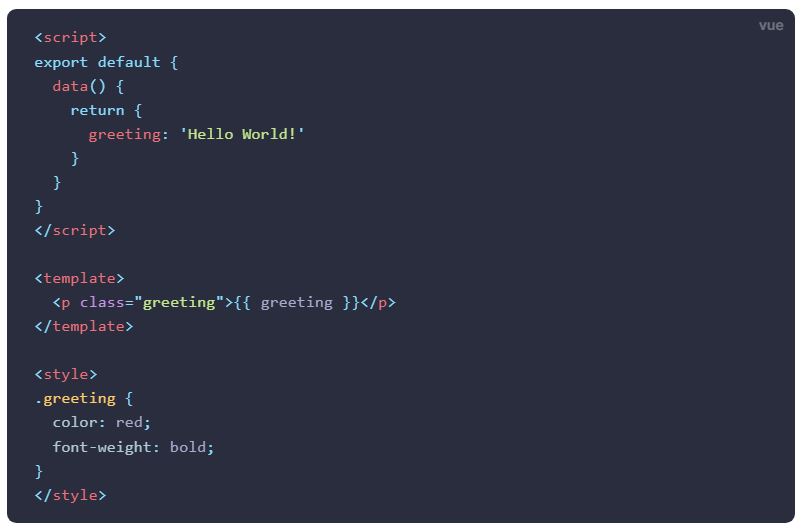 vue
<script>
export default {
  data() {
    return {
      greeting: 'Hello World!'
    }
  }
}
</script>

<template>
  <p class="greeting">{{ greeting }}</p>
</template>

<style>
.greeting {
  color: red;
  font-weight: bold;
}
</style>